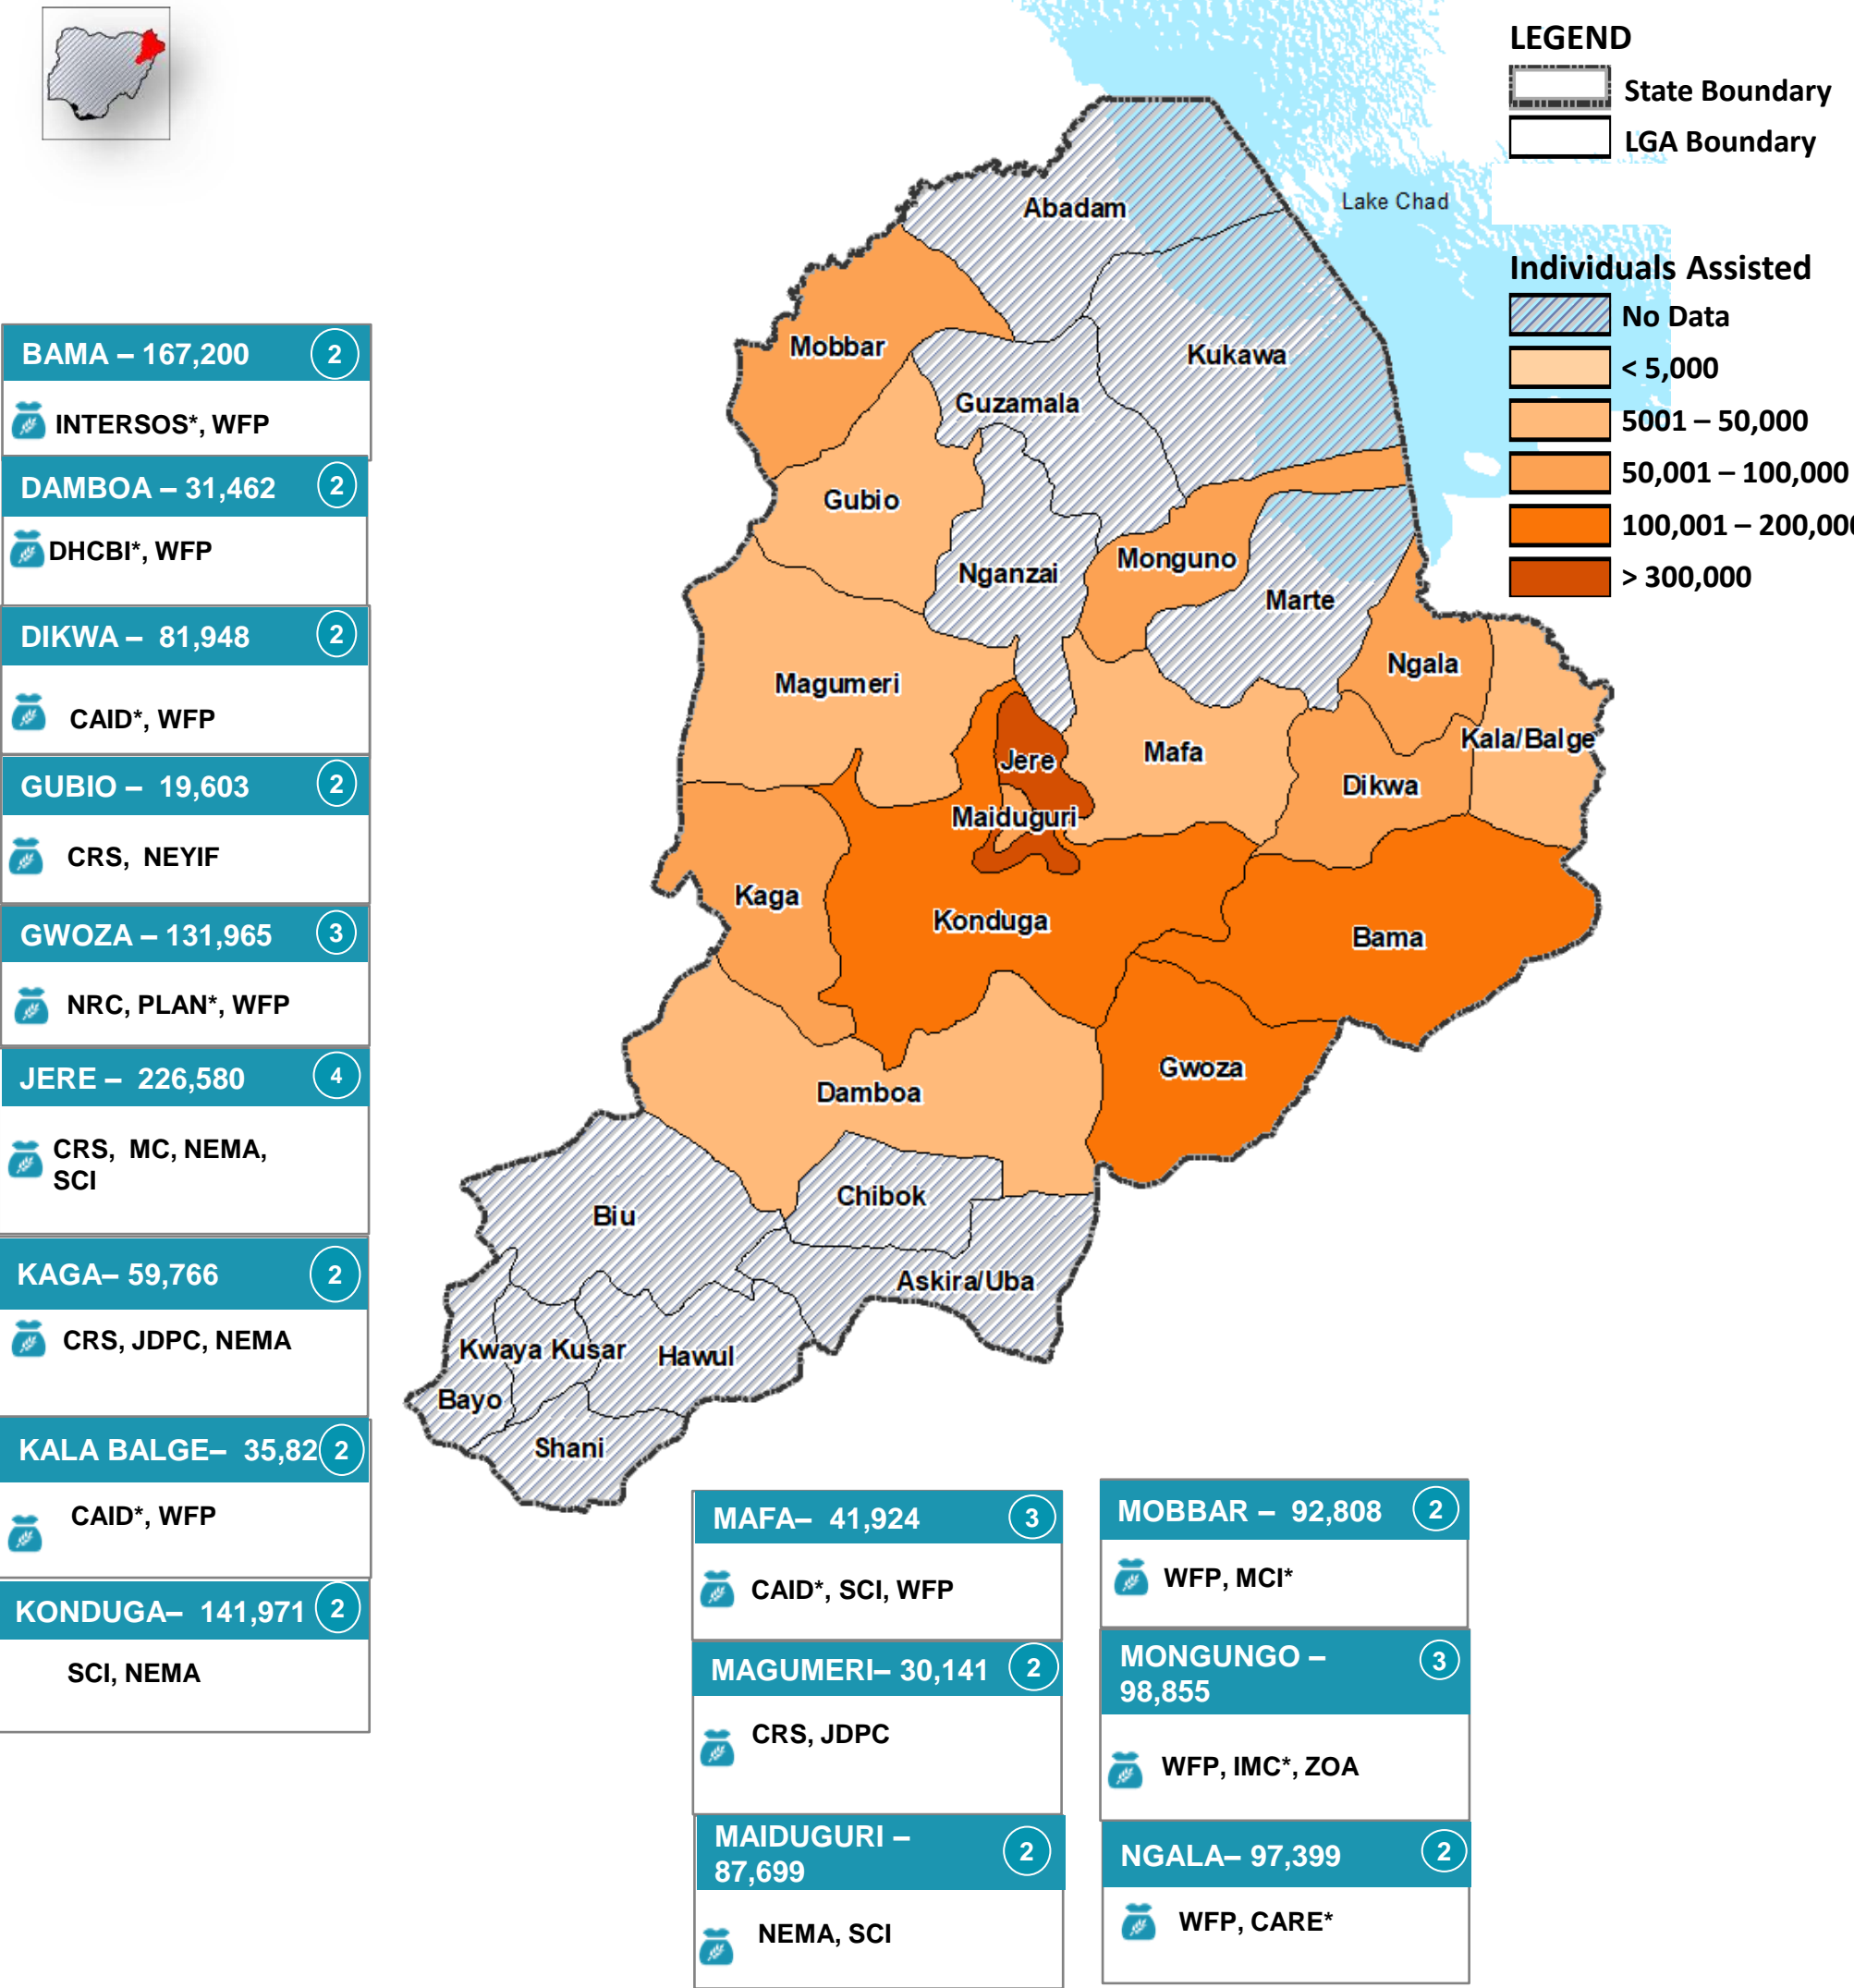 LEGEND
State Boundary
LGA Boundary
Lake Chad
Individuals Assisted
No Data
< 5,000
5001 – 50,000
50,001 – 100,000
100,001 – 200,000
> 300,000
Abadam
Mobbar
Kukawa
Guzamala
Gubio
Monguno
Nganzai
Marte
Ngala
Magumeri
Kala/Balge
Mafa
Jere
Dikwa
Maiduguri
Kaga
Konduga
Bama
Gwoza
Damboa
Chibok
Biu
Askira/Uba
Kwaya Kusar
Hawul
Bayo
Shani
BAMA – 167,200 2
INTERSOS*, WFP
DAMBOA – 31,462 2
DHCBI*, WFP
DIKWA – 81,948 2
CAID*, WFP
GUBIO – 19,603 2
CRS, NEYIF
GWOZA – 131,965 3
NRC, PLAN*, WFP
JERE – 226,580 4
CRS, MC, NEMA,
SCI
KAGA– 59,766 2
CRS, JDPC, NEMA
KALA BALGE– 35,82 2
CAID*, WFP
KONDUGA– 141,971 2
SCI, NEMA
MAFA– 41,924 3
CAID*, SCI, WFP
MAGUMERI– 30,141 2
CRS, JDPC
MAIDUGURI –
87,699 2
NEMA, SCI
MOBBAR – 92,808 2
WFP, MCI*
MONGUNGO –
98,855 3
WFP, IMC*, ZOA
NGALA– 97,399 2
WFP, CARE*